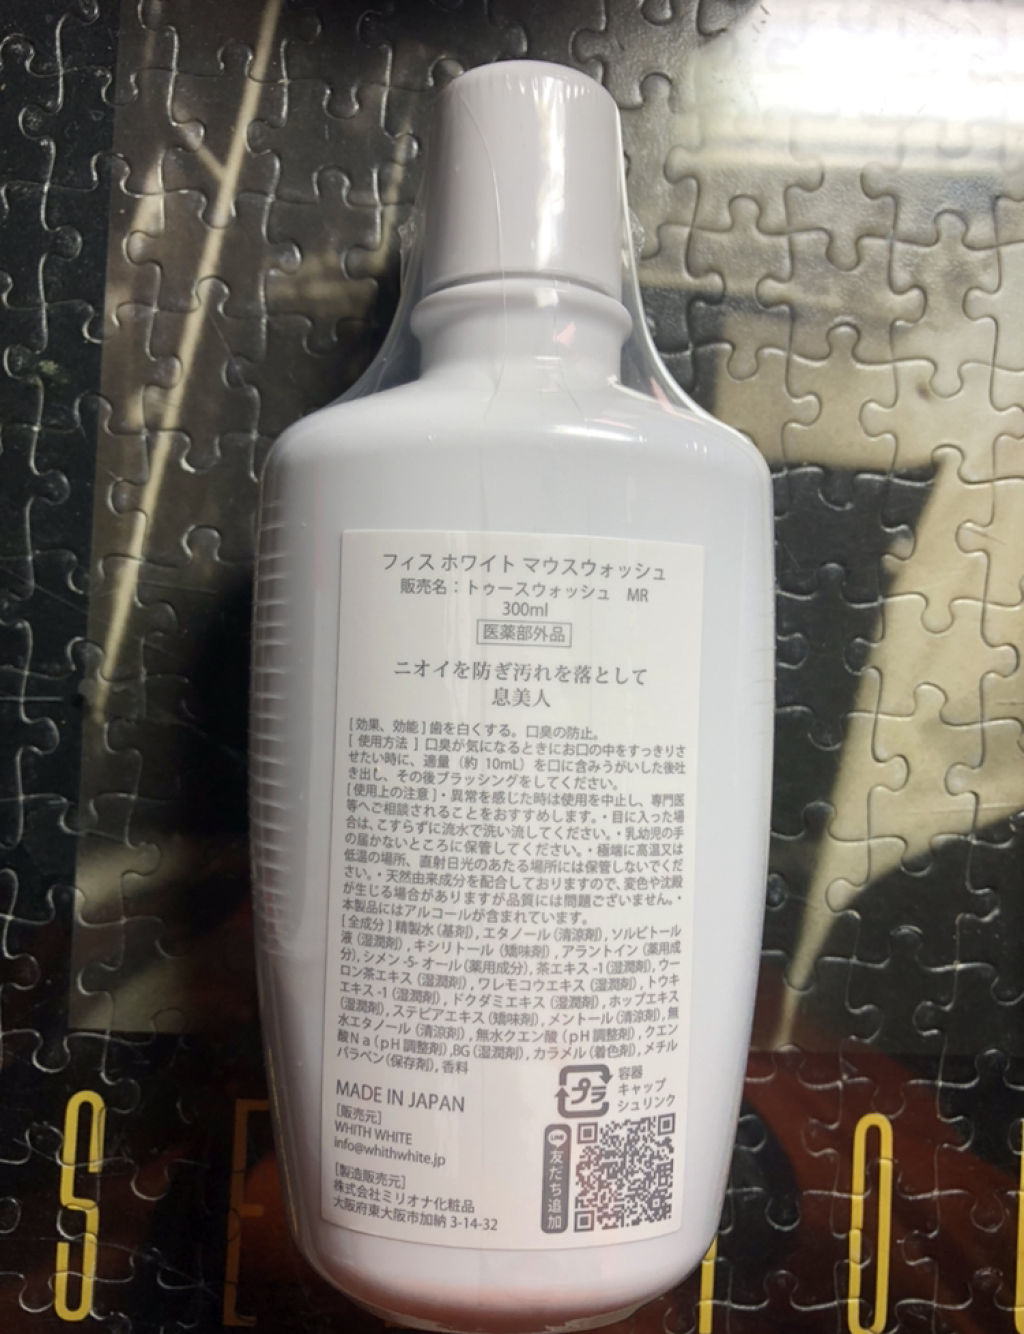 フィス ホワイト マウスウォッシュ
販売名：トゥースウォッシュ MR
300ml
医薬部外品
ニオイを防ぎ汚れを落として
息美人
[ 効果、効能 ] 歯を白くする。口臭の防止。
[ 使用方法 ] 口臭が気になるときにお口の中をすっきりさ
せたい時に、適量（約 10mL）を口に含みうがいした後吐
き出し、その後ブラッシングをしてください。
[使用上の注意]・異常を感じた時は使用を中止し、専門医
等へご相談されることをおすすめします。・目に入った場
合は、こすらずに流水で洗い流してください。・乳幼児の手
の届かないところに保管してください。・極端に高温又は
低温の場所、直射日光のあたる場所には保管しないでくだ
さい。・天然由来成分を配合しておりますので、変色や沈殿
が生じる場合がありますが品質には問題ございません。・
本製品にはアルコールが含まれています。
[全成分] 精製水（基剤）, エタノール（清涼剤）, ソルビトール
液（湿潤剤）, キシリトール（矯味剤）, アラントイン（薬用成
分）, シメン -5- オール（薬用成分）, 茶エキス -1（湿潤剤）, ウー
ロン茶エキス（湿潤剤）, ワレモコウエキス（湿潤剤）, トウキ
エキス -1（湿潤剤）, ドクダミエキス（湿潤剤）, ホップエキス
（湿潤剤）, ステビアエキス（矯味剤）, メントール（清涼剤）, 無
水エタノール（清涼剤）, 無水クエン酸（pH 調整剤）, クエン
酸Ｎａ（pH 調整剤）,BG（湿潤剤）, カラメル（着色剤）, メチル
パラベン（保存剤）, 香料
プラ
容器
キャップ
シュリンク
MADE IN JAPAN
[販売元]
WHITH WHITE
info@whithwhite.jp
[製造販売元]
株式会社ミリオナ化粧品
大阪府東大阪市加納 3-14-32
LINE
友だち追加